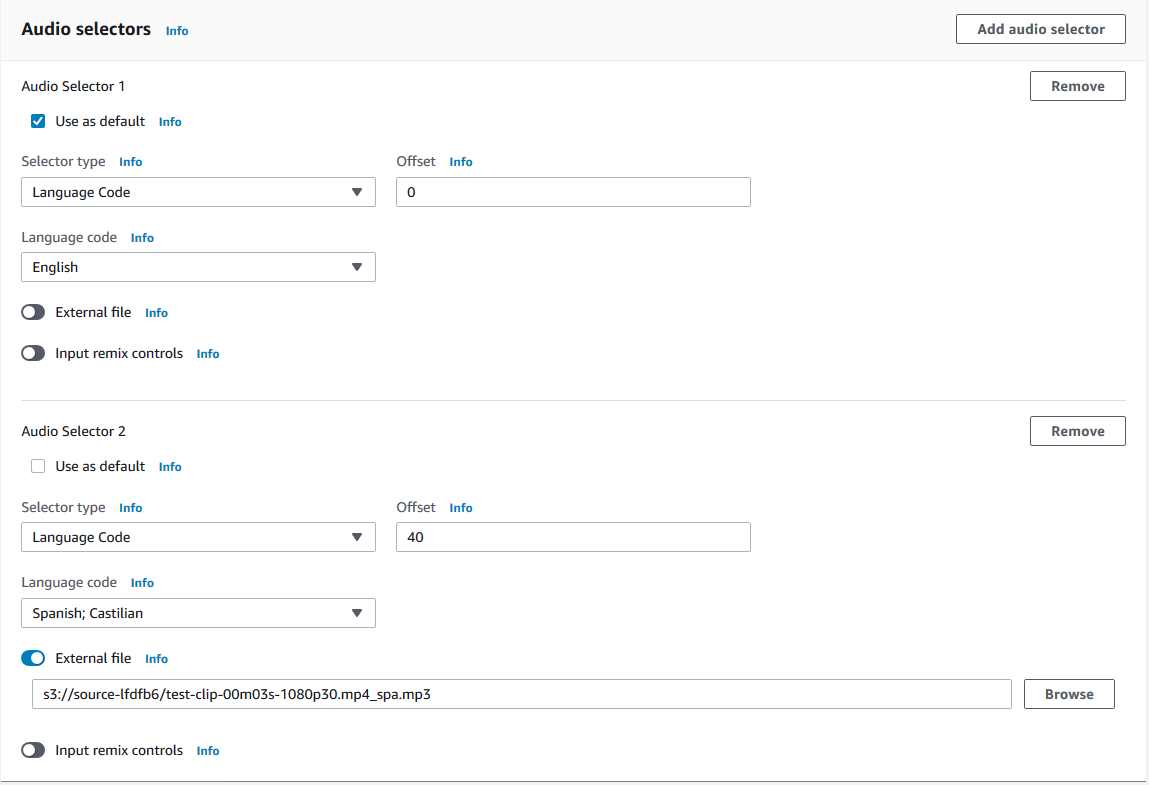 Audio selectors Info Add audio selector
Audio Selector 1 Remove
Use as default Info
Selector type Info Offset Info
Language Code 0
Language code Info
English
External file Info
Input remix controls Info
Audio Selector 2 Remove
Use as default Info
Selector type Info Offset Info
Language Code 40
Language code Info
Spanish; Castilian
External file Info
s3://source-lfdfb6/test-clip-00m03s-1080p30.mp4_spa.mp3 Browse
Input remix controls Info